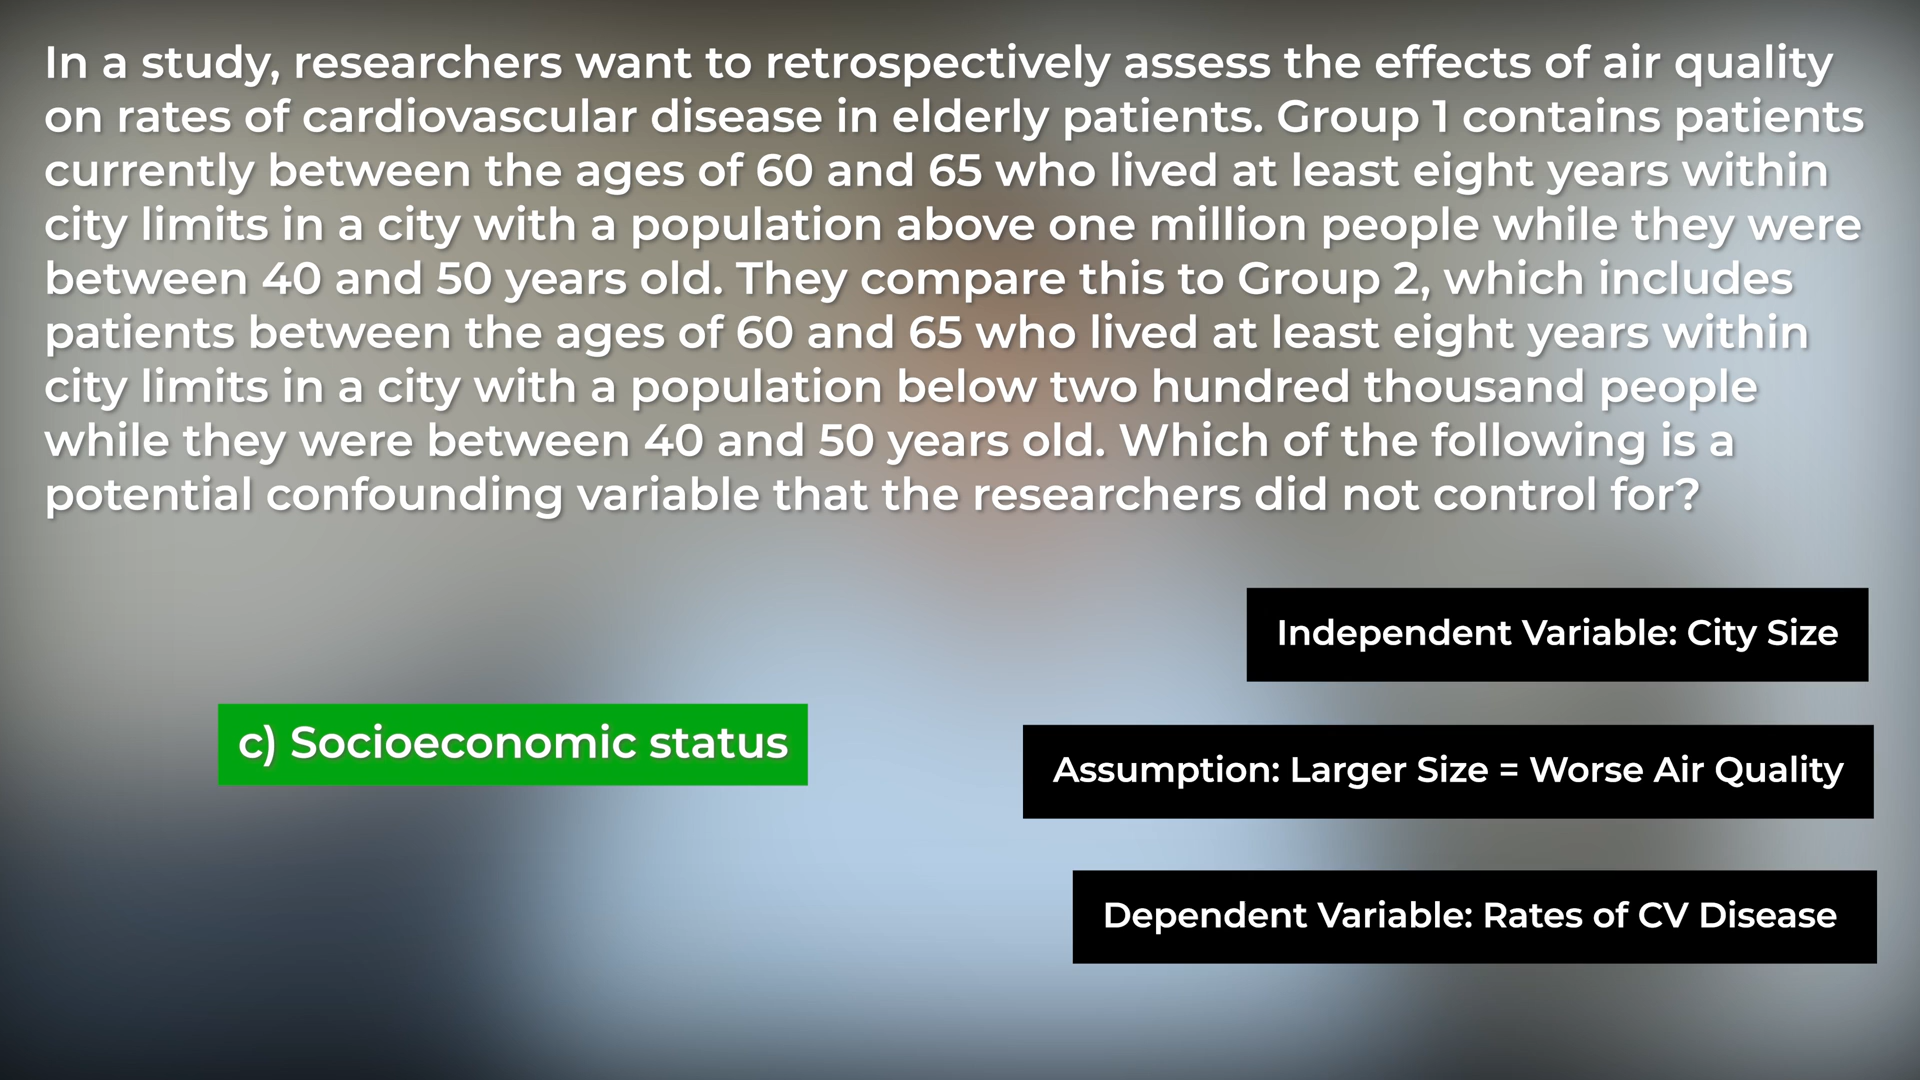 In a study, researchers want to retrospectively assess the effects of air quality
on rates of cardiovascular disease in elderly patients. Group 1 contains patients
currently between the ages of 60 and 65 who lived at least eight years within
city limits in a city with a population above one million people while they were
between 40 and 50 years old. They compare this to Group 2, which includes
patients between the ages of 60 and 65 who lived at least eight years within
city limits in a city with a population below two hundred thousand people
while they were between 40 and 50 years old. Which of the following is a
potential confounding variable that the researchers did not control for?
Independent Variable: City Size
c) Socioeconomic status
Assumption: Larger Size = Worse Air Quality
Dependent Variable: Rates of CV Disease